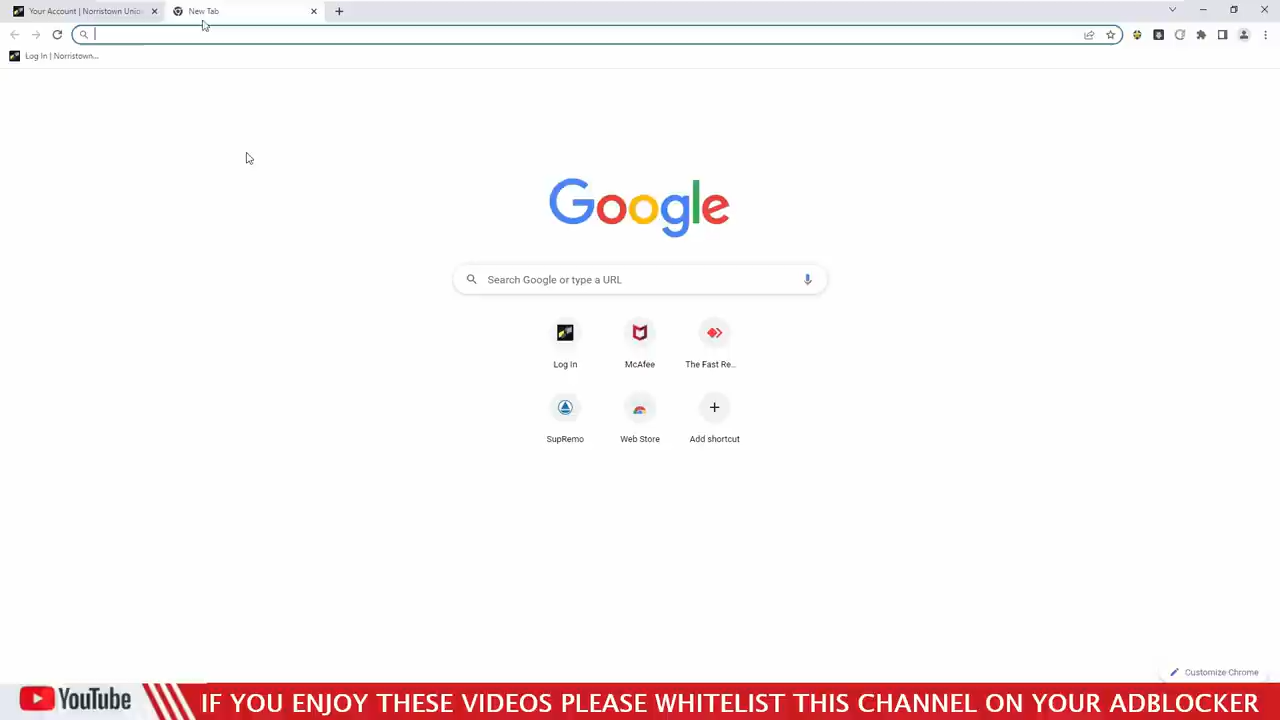 Your Account | Norristown Unio
New Tab
Log In | Norristown...
Google
Search Google or type a URL
Log In
McAfee
The Fast Re...
SupRemo
Web Store
Add shortcut
Customize Chrome
YouTube
IF YOU ENJOY THESE VIDEOS PLEASE WHITELIST THIS CHANNEL ON YOUR ADBLOCKER